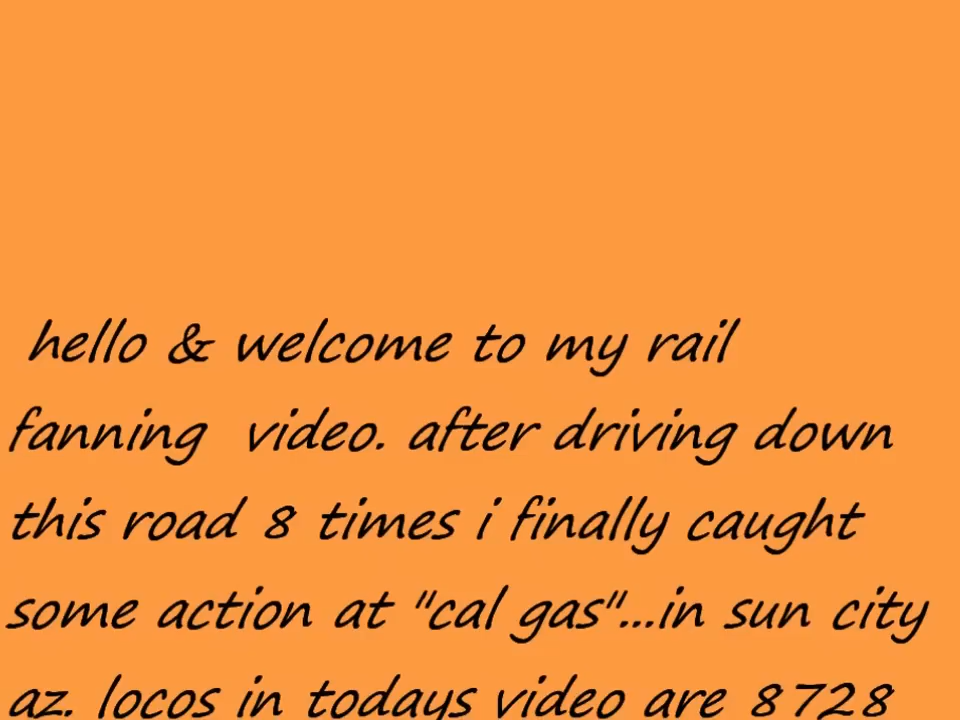 hello & welcome to my rail
fanning  video. after driving down
this road 8 times i finally caught
some action at "cal gas"...in sun city
az. locos in todays video are 8728